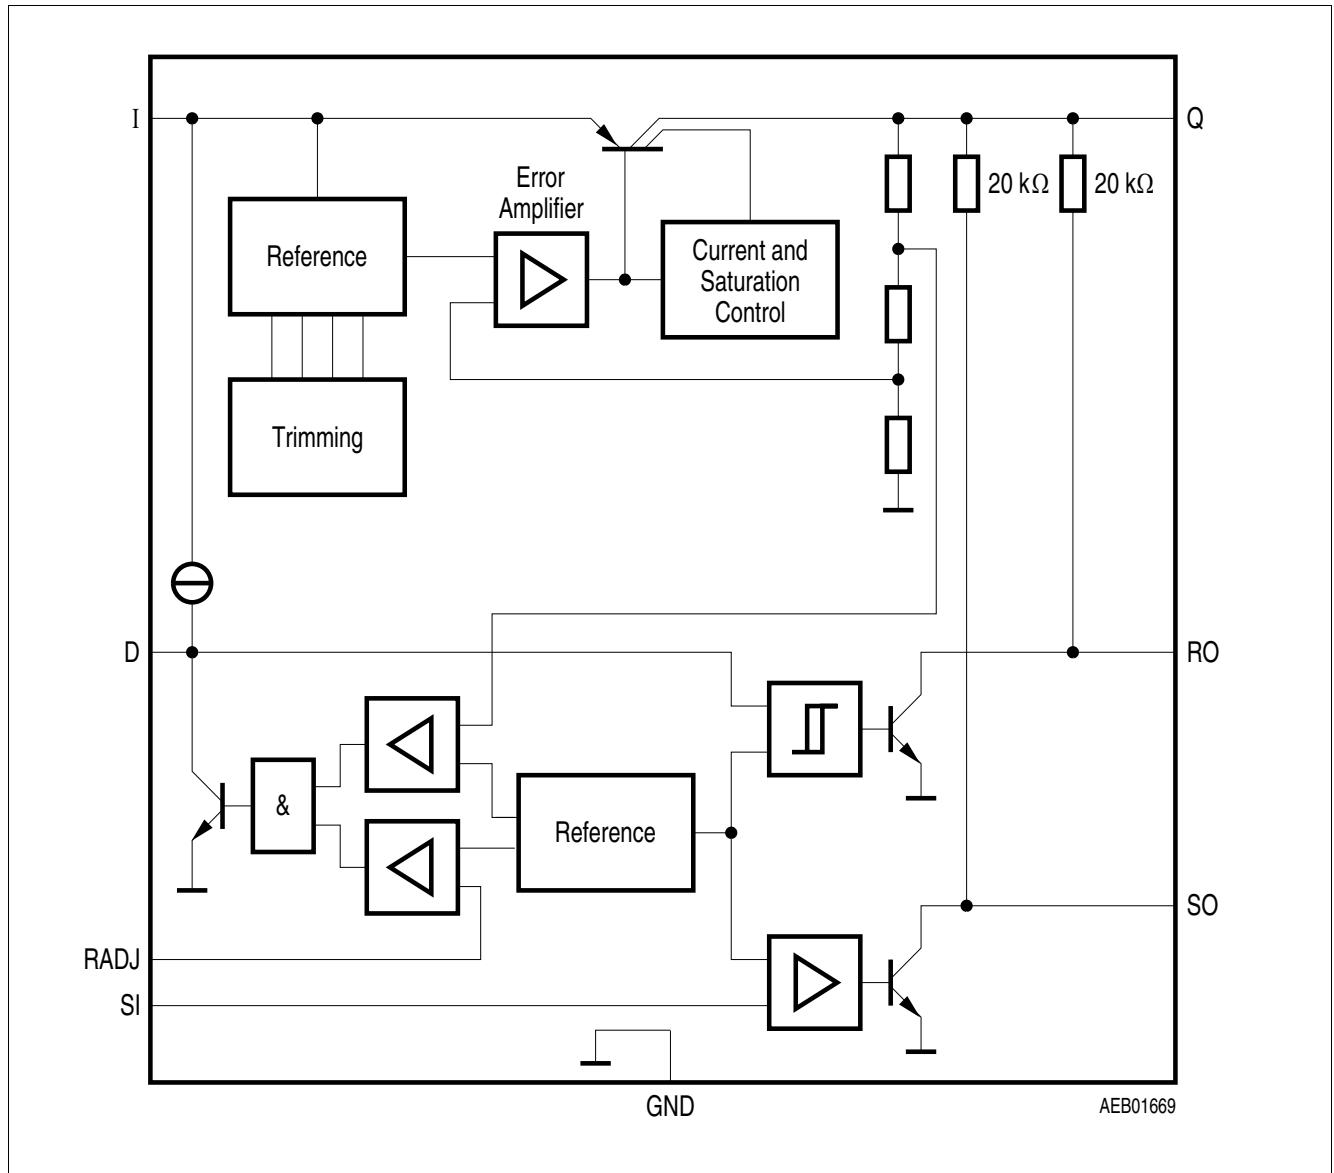 I
Q
Error
Amplifier
20 kΩ
20 kΩ
Reference
Current and
Saturation
Control
Trimming
D
RO
&
Reference
SO
RADJ
SI
GND
AEB01669